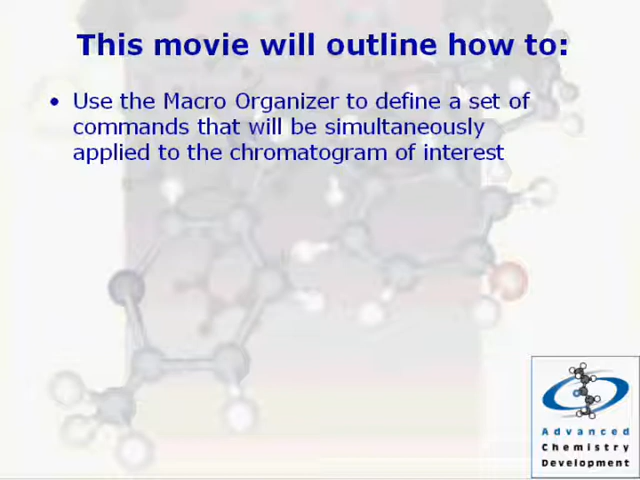 This movie will outline how to:
• Use the Macro Organizer to define a set of
commands that will be simultaneously
applied to the chromatogram of interest
Advanced
Chemistry
Development